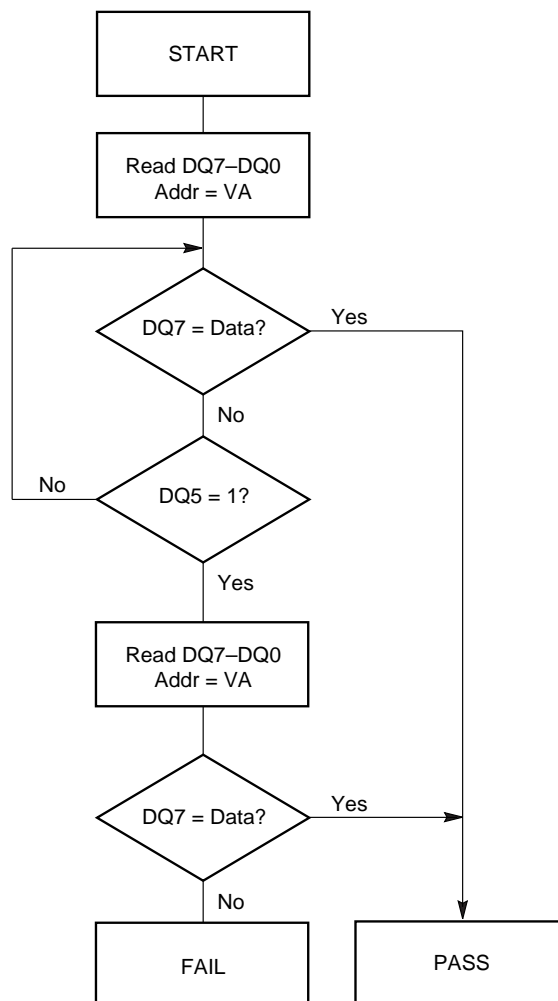 START
Read DQ7–DQ0
Addr = VA
DQ7 = Data?
Yes
No
No
DQ5 = 1?
Yes
Read DQ7–DQ0
Addr = VA
DQ7 = Data?
Yes
No
FAIL
PASS